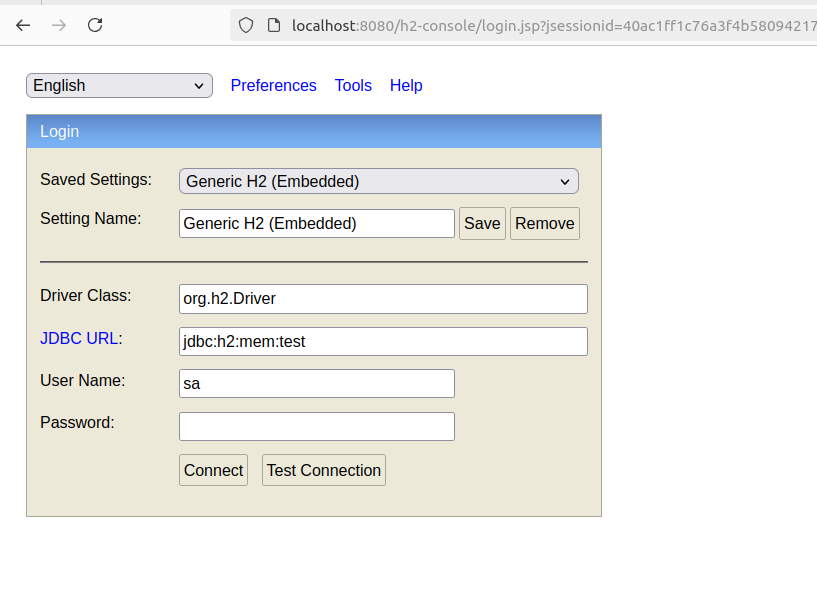 localhost:8080/h2-console/login.jsp?jsessionid=40ac1ff1c76a3f4b58094217
English Preferences Tools Help
Login
Saved Settings: Generic H2 (Embedded)
Setting Name: Generic H2 (Embedded) Save Remove
Driver Class: org.h2.Driver
JDBC URL: jdbc:h2:mem:test
User Name: sa
Password:
Connect Test Connection